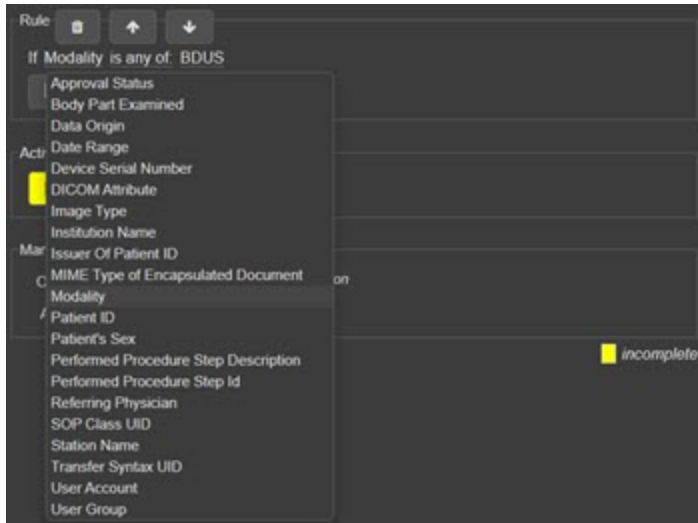 Rule
If Modality is any of: BDUS
Approval Status
Body Part Examined
Data Origin
Date Range
Device Serial Number
DICOM Attribute
Image Type
Institution Name
Issuer Of Patient ID
MIME Type of Encapsulated Document
on
Modality
Patient ID
Patient's Sex
incomplete
Performed Procedure Step Description
Performed Procedure Step Id
Referring Physician
SOP Class UID
Station Name
Transfer Syntax UID
User Account
User Group